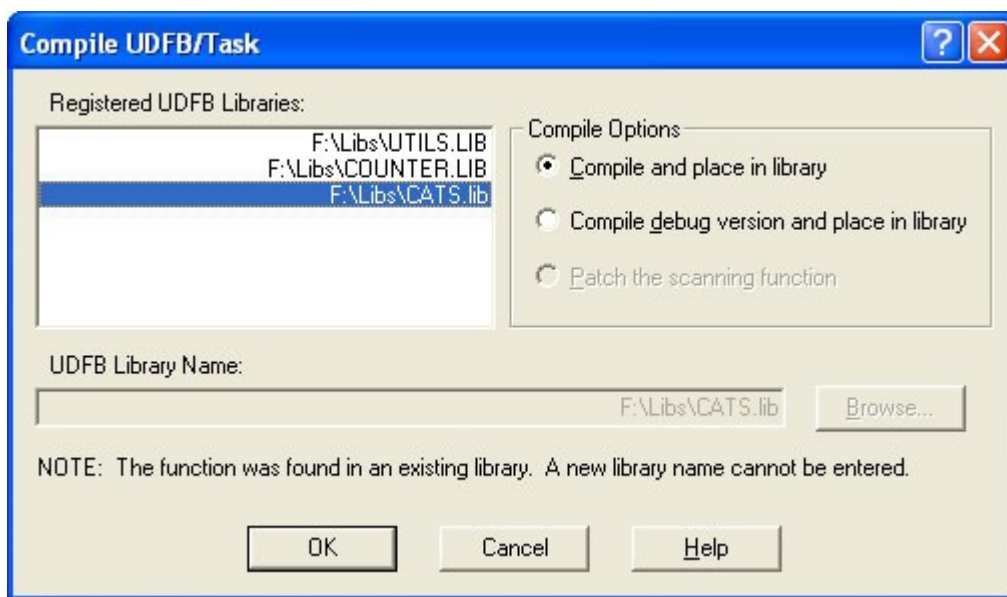 Compile UDFB/Task
Registered UDFB Libraries:
F:\Libs\UTILS.LIB
F:\Libs\COUNTER.LIB
F:\Libs\CATS.lib
Compile Options
Compile and place in library
Compile debug version and place in library
Patch the scanning function
UDFB Library Name:
F:\Libs\CATS.lib
Browse...
NOTE: The function was found in an existing library. A new library name cannot be entered.
OK
Cancel
Help